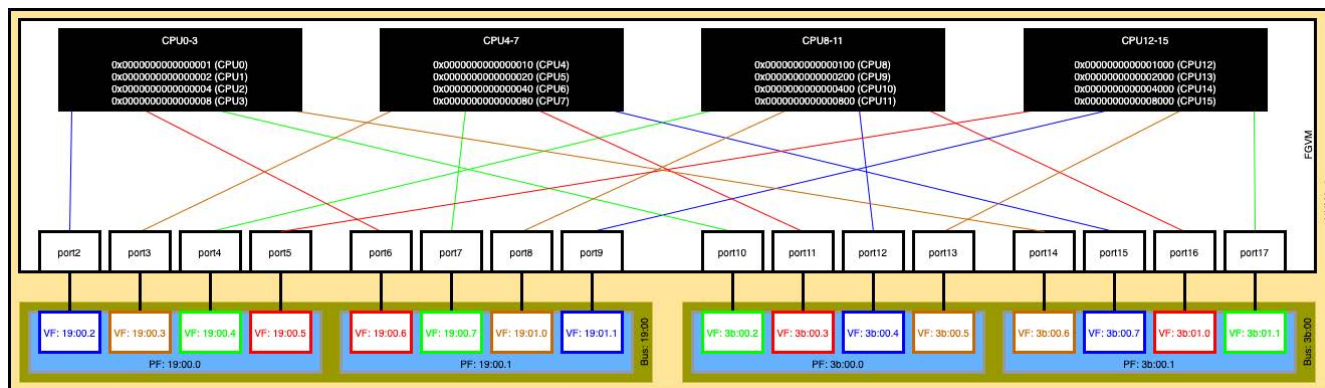 CPU0-3
0x0000000000000001 (CPU0)
0x0000000000000002 (CPU1)
0x0000000000000004 (CPU2)
0x0000000000000008 (CPU3)
CPU4-7
0x0000000000000010 (CPU4)
0x0000000000000020 (CPU5)
0x0000000000000040 (CPU6)
0x0000000000000080 (CPU7)
CPU8-11
0x0000000000000100 (CPU8)
0x0000000000000200 (CPU9)
0x0000000000000400 (CPU10)
0x0000000000000800 (CPU11)
CPU12-15
0x0000000000001000 (CPU12)
0x0000000000002000 (CPU13)
0x0000000000004000 (CPU14)
0x0000000000008000 (CPU15)
FGVM
port2
port3
port4
port5
port6
port7
port8
port9
port10
port11
port12
port13
port14
port15
port16
port17
VF: 19:00.2
VF: 19:00.3
VF: 19:00.4
VF: 19:00.5
VF: 19:00.6
VF: 19:00.7
VF: 19:01.0
VF: 19:01.1
Bus: 19:00
VF: 3b:00.2
VF: 3b:00.3
VF: 3b:00.4
VF: 3b:00.5
VF: 3b:00.6
VF: 3b:00.7
VF: 3b:01.0
VF: 3b:01.1
Bus: 3b:00
PF: 19:00.0
PF: 19:00.1
PF: 3b:00.0
PF: 3b:00.1